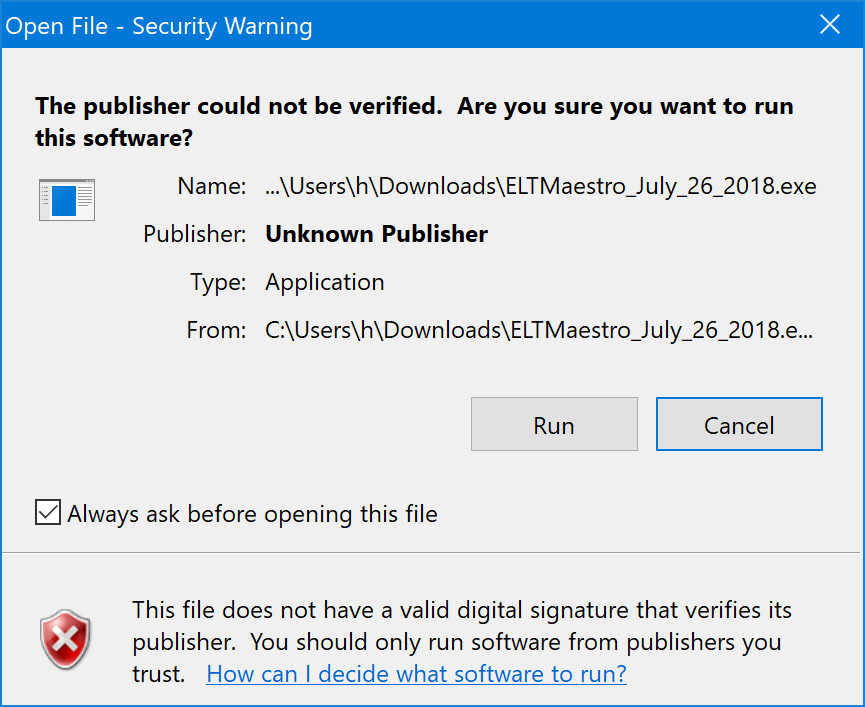 Open File - Security Warning
The publisher could not be verified.  Are you sure you want to run
this software?
Name: ...\Users\h\Downloads\ELTMaestro_July_26_2018.exe
Publisher: Unknown Publisher
Type: Application
From: C:\Users\h\Downloads\ELTMaestro_July_26_2018.e...
Run Cancel
Always ask before opening this file
This file does not have a valid digital signature that verifies its
publisher.  You should only run software from publishers you
trust.  How can I decide what software to run?